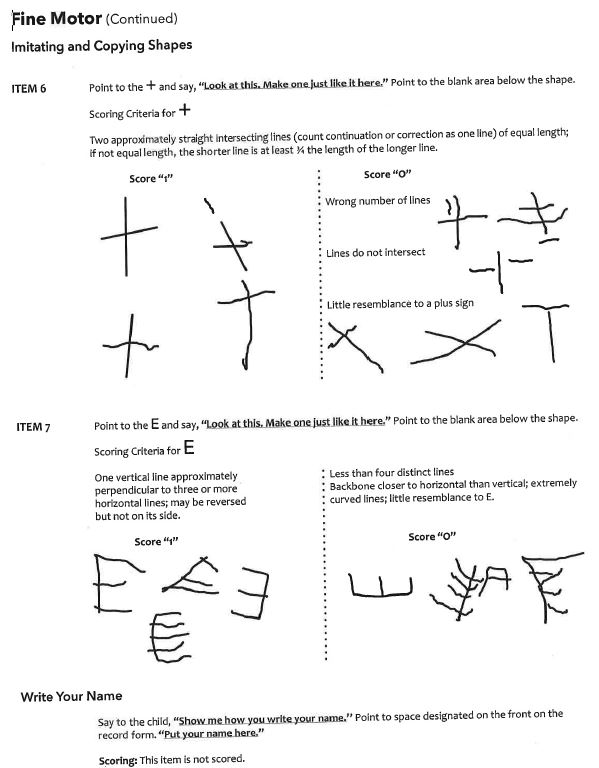 Fine Motor (Continued)
Imitating and Copying Shapes
ITEM 6
Point to the + and say, "Look at this. Make one just like it here." Point to the blank area below the shape.
Scoring Criteria for +
Two approximately straight intersecting lines (count continuation or correction as one line) of equal length;
if not equal length, the shorter line is at least ¼ the length of the longer line.
Score "1"
Score "0"
Wrong number of lines
Lines do not intersect
Little resemblance to a plus sign
ITEM 7
Point to the E and say, "Look at this. Make one just like it here." Point to the blank area below the shape.
Scoring Criteria for E
One vertical line approximately
perpendicular to three or more
horizontal lines; may be reversed
but not on its side.
Less than four distinct lines
Backbone closer to horizontal than vertical; extremely
curved lines; little resemblance to E.
Score "1"
Score "0"
Write Your Name
Say to the child, "Show me how you write your name." Point to space designated on the front on the
record form. "Put your name here."
Scoring: This item is not scored.